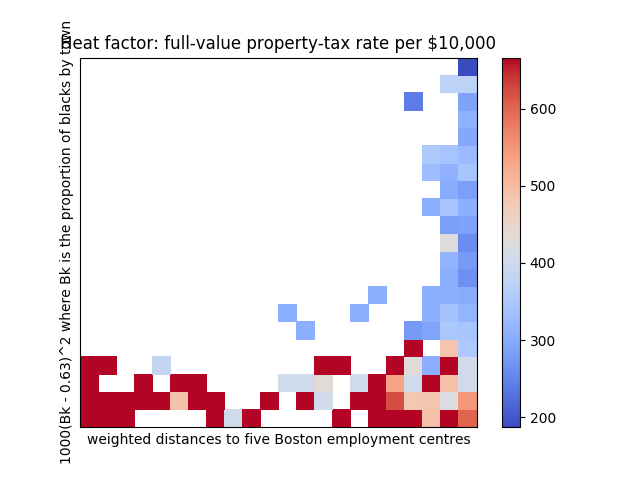 Heat factor: full-value property-tax rate per $10,000
1000(Bk - 0.63)^2 where Bk is the proportion of blacks by town
600
500
400
300
200
weighted distances to five Boston employment centres